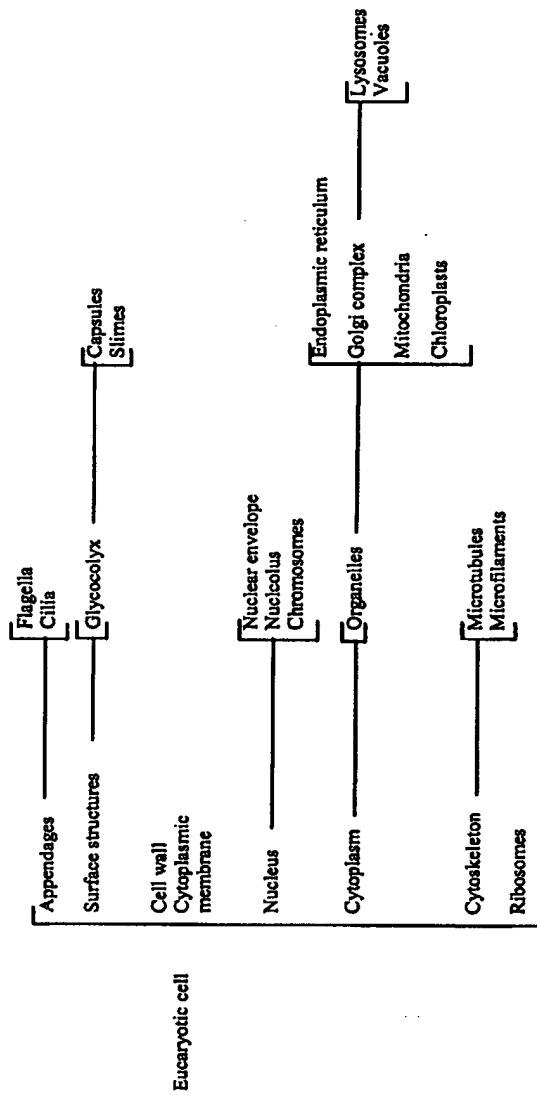 Eucaryotic cell
Appendages
Flagella
Cilia
Surface structures
Glycocolyx
Capsules
Slimes
Cell wall
Cytoplasmic
membrane
Nucleus
Nuclear envelope
Nucleolus
Chromosomes
Cytoplasm
Organelles
Endoplasmic reticulum
Golgi complex
Mitochondria
Chloroplasts
Lysosomes
Vacuoles
Cytoskeleton
Microtubules
Microfilaments
Ribosomes